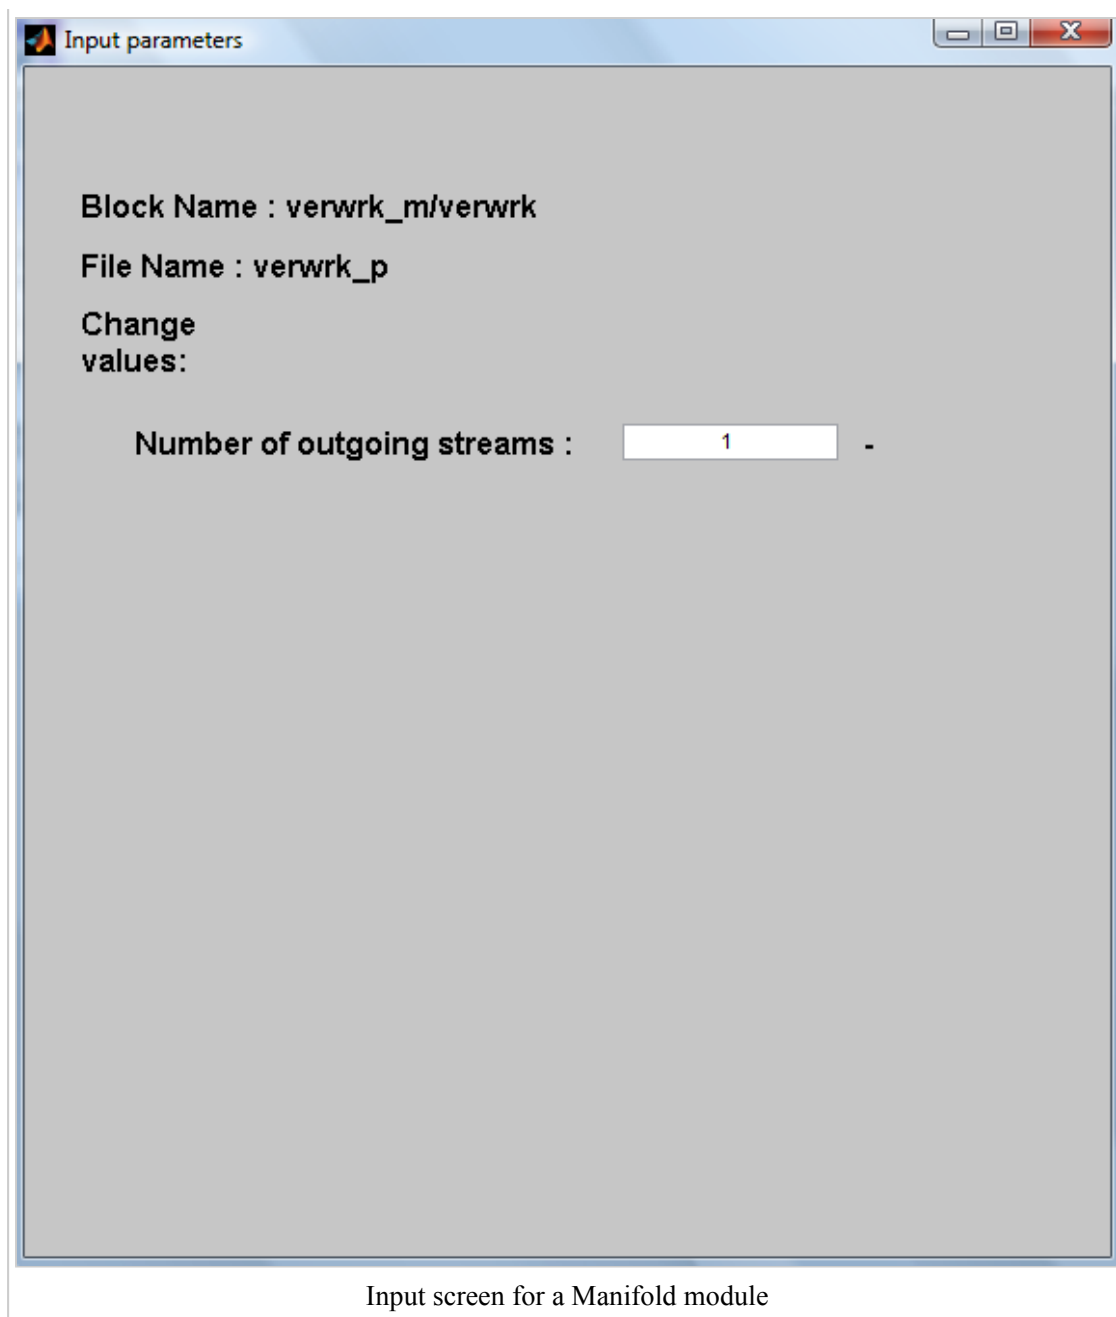 Input parameters
Block Name : verwrk_m/verwrk
File Name : verwrk_p
Change
values:
Number of outgoing streams : 1 -
Input screen for a Manifold module